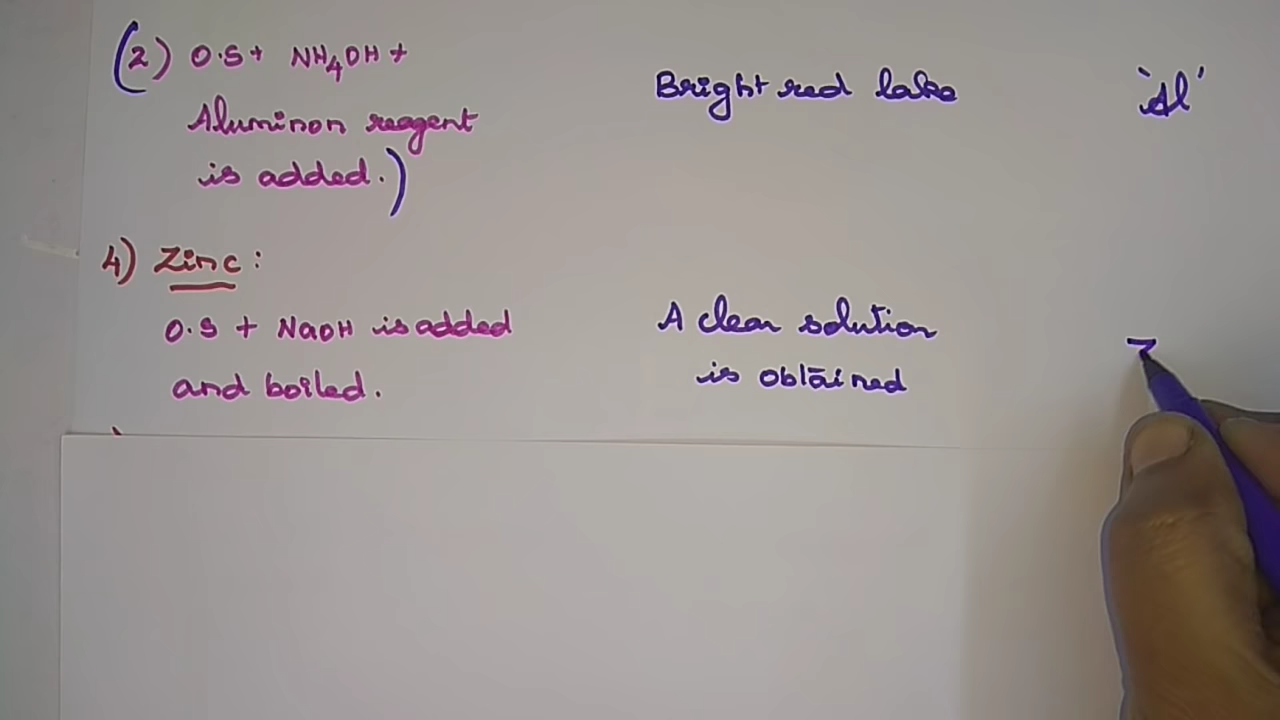 (2) O.S + NH4OH +
Aluminon reagent
is added.)
Bright red lake
'Al'
4) Zinc:
O.S + NaOH is added
and boiled.
A clear solution
is obtained